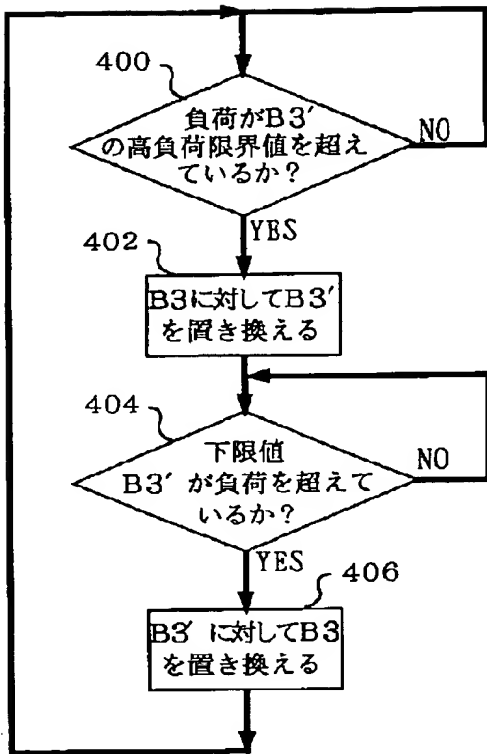 400
負荷がB3′
の高負荷限界値を超え
ているか?
NO
YES
402
B3に対してB3′
を置き換える
404
下限値
B3′が負荷を超えて
いるか?
NO
YES
406
B3′に対してB3
を置き換える